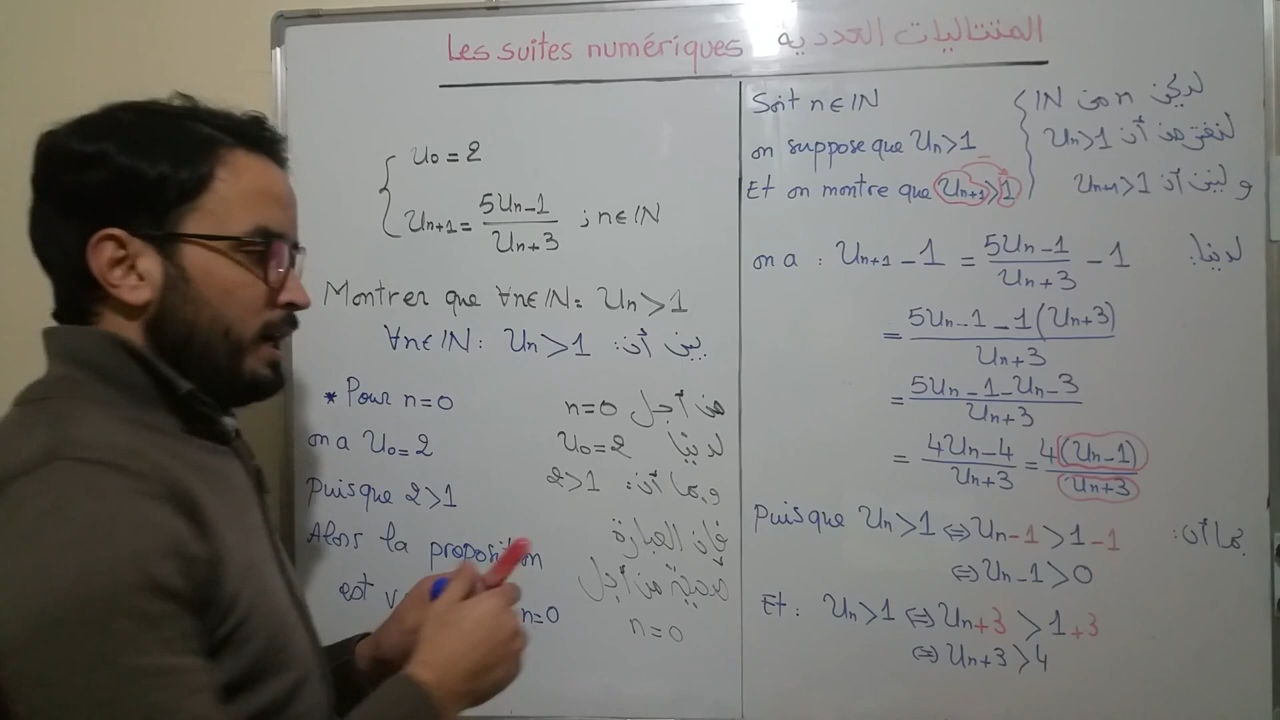 Les suites numériques المتتاليات العددية
{ U₀ = 2
Uₙ₊₁ = (5Uₙ-1)/(Uₙ+3) ; n∈IN
Montrer que ∀n∈IN: Uₙ > 1
∀n∈IN: Uₙ > 1 بين أن:
* Pour n=0 من أجل n=0
on a U₀=2 لدينا U₀=2
Puisque 2>1 وبما أن: 2>1
Alors la proposition فإن العبارة
est صحيحة من أجل
n=0 n=0
Soit n∈IN ليكن n من IN
on suppose que Uₙ>1 لنفترض أن Uₙ>1
Et on montre que Uₙ₊₁>1 و لنبين أن Uₙ₊₁>1
on a : Uₙ₊₁ - 1 = (5Uₙ-1)/(Uₙ+3) - 1 لدينا:
= (5Uₙ-1-1(Uₙ+3))/(Uₙ+3)
= (5Uₙ-1-Uₙ-3)/(Uₙ+3)
= (4Uₙ-4)/(Uₙ+3) = 4(Uₙ-1)/(Uₙ+3)
Puisque Uₙ>1 ⇔ Uₙ-1 > 1-1 بما أن:
⇔ Uₙ-1 > 0
Et : Uₙ>1 ⇔ Uₙ+3 > 1+3
⇔ Uₙ+3 > 4